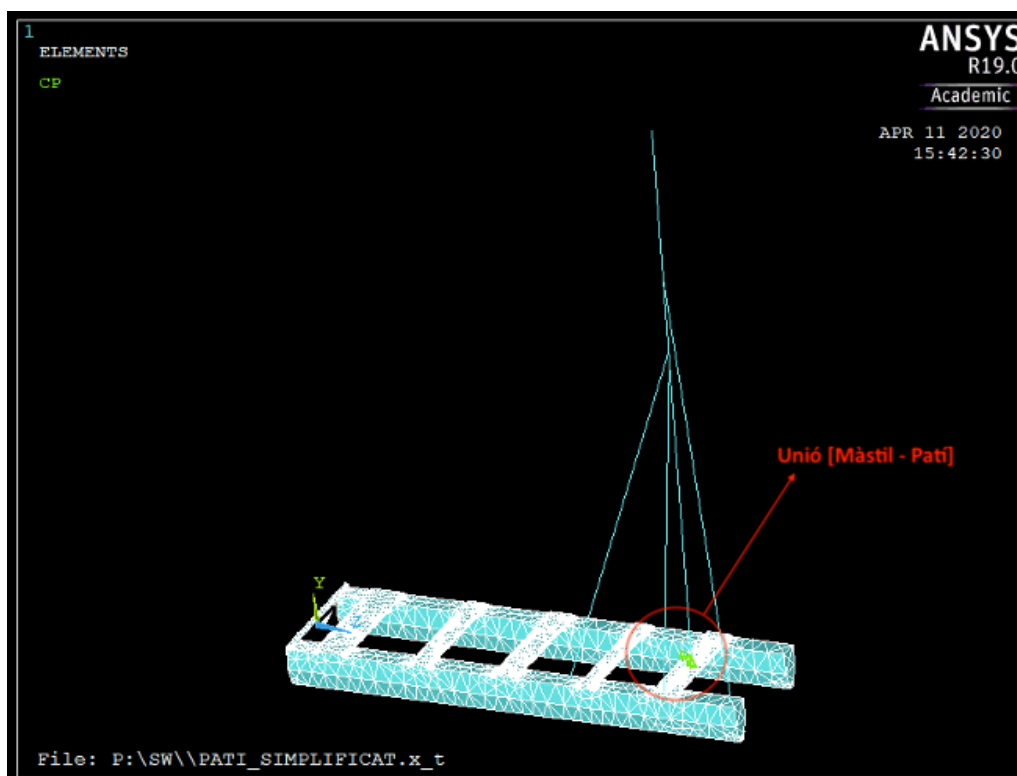 1
ELEMENTS
CP
ANSYS
R19.0
Academic
APR 11 2020
15:42:30
Unió [Màstil - Patí]
Y
File: P:\SW\\PATI_SIMPLIFICAT.x_t